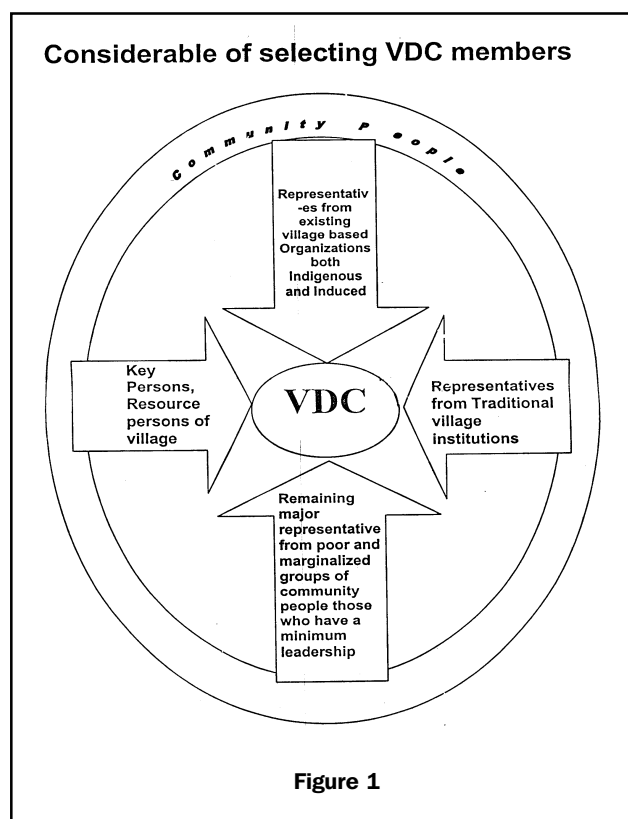 Considerable of selecting VDC members
Community People
Representativ
-es from
existing
village based
Organizations
both
Indigenous
and Induced
Key
Persons,
Resource
persons of
village
VDC
Representatives
from Traditional
village
institutions
Remaining
major
representative
from poor and
marginalized
groups of
community
people those
who have a
minimum
leadership
Figure 1